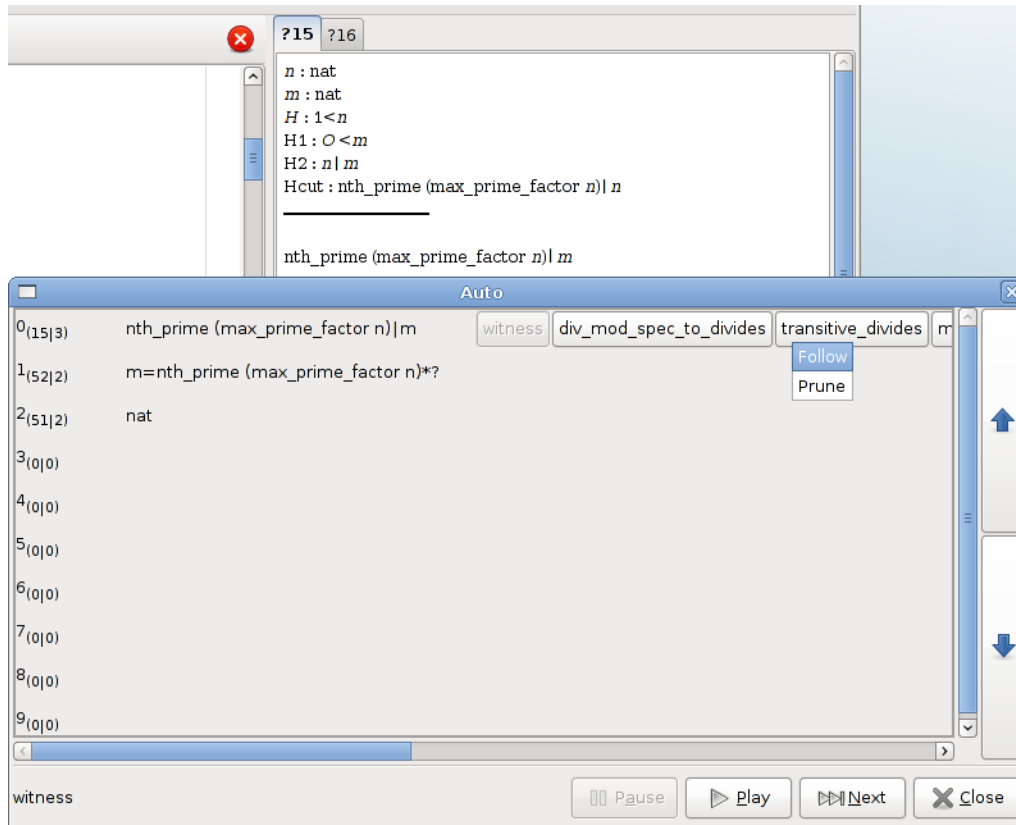 ?15 ?16
n : nat
m : nat
H : 1<n
H1 : O<m
H2 : n| m
Hcut : nth_prime (max_prime_factor n)| n
nth_prime (max_prime_factor n)| m
Auto
0(15|3) nth_prime (max_prime_factor n)|m witness div_mod_spec_to_divides transitive_divides m
Follow
1(52|2) m=nth_prime (max_prime_factor n)*?
Prune
2(51|2) nat
3(0|0)
4(0|0)
5(0|0)
6(0|0)
7(0|0)
8(0|0)
9(0|0)
witness Pause Play Next Close